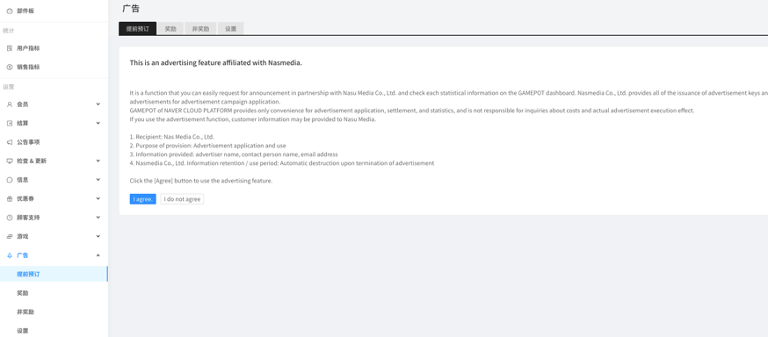 部件板
统计
用户指标
销售指标
设置
会员
结算
公告事项
检查 & 更新
信息
优惠券
顾客支持
游戏
广告
提前预订
奖励
非奖励
设置
广告
提前预订 奖励 非奖励 设置
This is an advertising feature affiliated with Nasmedia.
It is a function that you can easily request for announcement in partnership with Nasu Media Co., Ltd. and check each statistical information on the GAMEPOT dashboard. Nasmedia Co., Ltd. provides all of the issuance of advertisement keys an
advertisements for advertisement campaign application.
GAMEPOT of NAVER CLOUD PLATFORM provides only convenience for advertisement application, settlement, and statistics, and is not responsible for inquiries about costs and actual advertisement execution effect.
If you use the advertisement function, customer information may be provided to Nasu Media.
1. Recipient: Nas Media Co., Ltd.
2. Purpose of provision: Advertisement application and use
3. Information provided: advertiser name, contact person name, email address
4. Nasmedia Co., Ltd. Information retention / use period: Automatic destruction upon termination of advertisement
Click the [Agree] button to use the advertising feature.
I agree. I do not agree